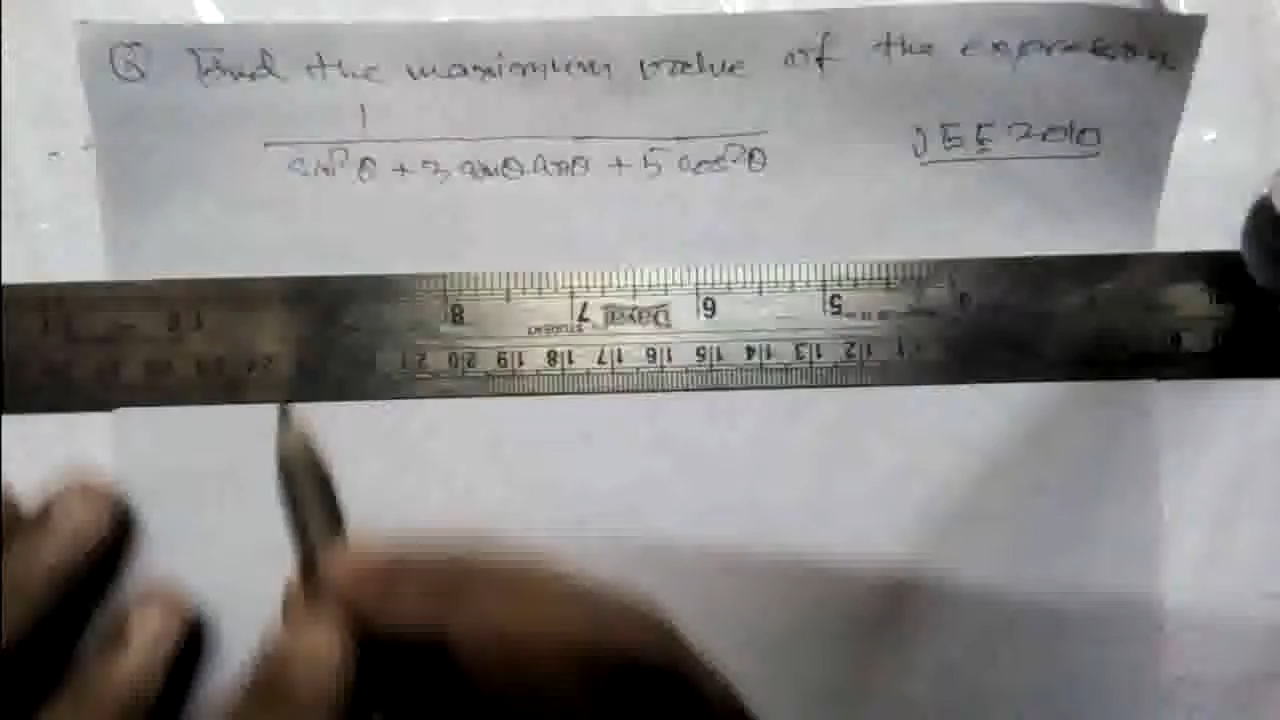 Q Find the maximum value of the expression
1
sin²θ + 3 sinθ cosθ + 5 cos²θ
JEE 2010
8 7 6 5
Dayal
STUDENT
21 20 19 18 17 16 15 14 13 12 11